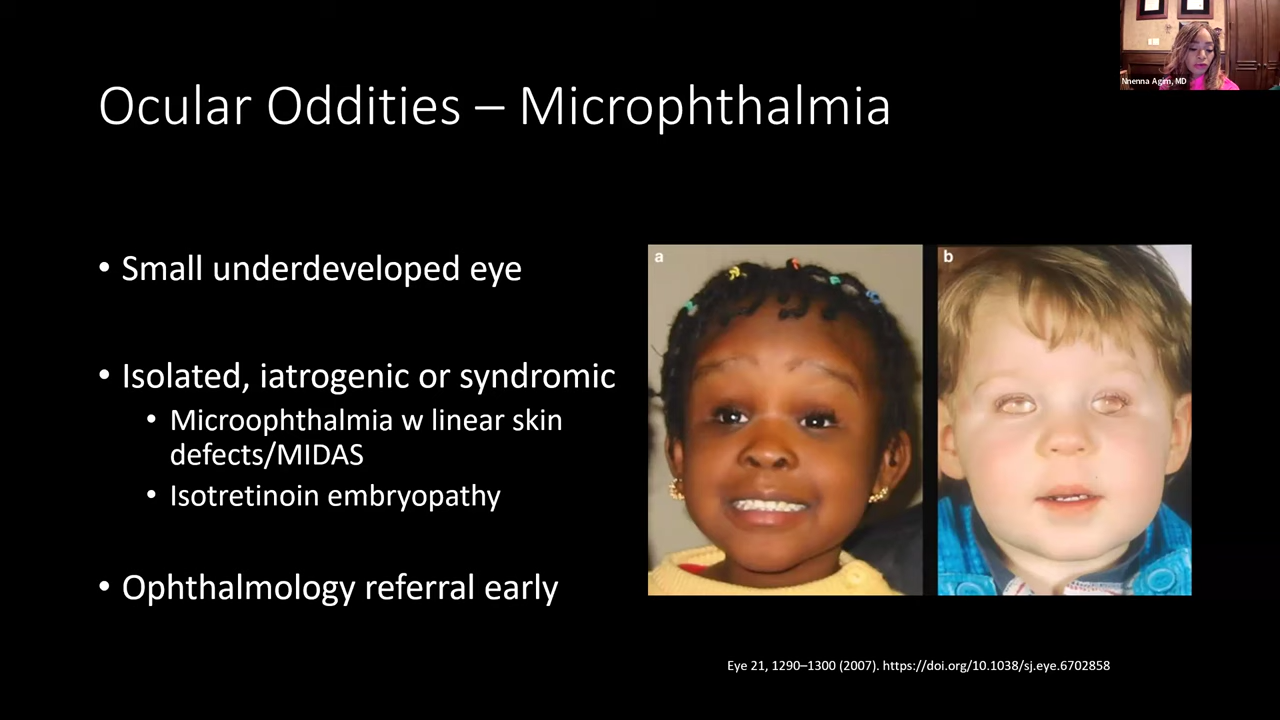 Nnenna Agim, MD
Ocular Oddities – Microphthalmia
• Small underdeveloped eye
• Isolated, iatrogenic or syndromic
• Microophthalmia w linear skin
defects/MIDAS
• Isotretinoin embryopathy
• Ophthalmology referral early
a
b
Eye 21, 1290–1300 (2007). https://doi.org/10.1038/sj.eye.6702858